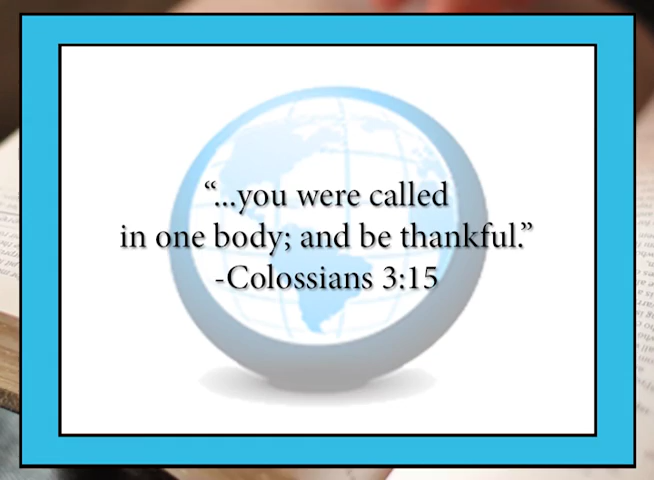 “...you were called
in one body; and be thankful.”
-Colossians 3:15